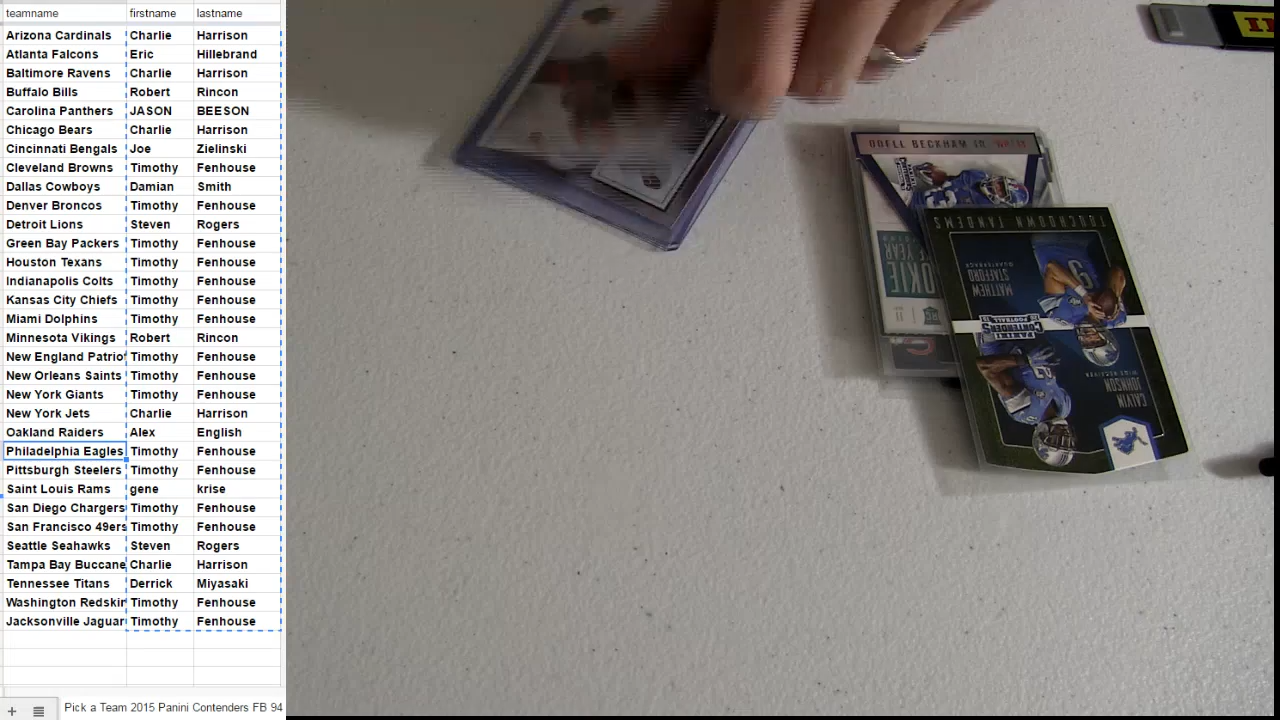 teamname firstname lastname
Arizona Cardinals Charlie Harrison
Atlanta Falcons Eric Hillebrand
Baltimore Ravens Charlie Harrison
Buffalo Bills Robert Rincon
Carolina Panthers JASON BEESON
Chicago Bears Charlie Harrison
Cincinnati Bengals Joe Zielinski
Cleveland Browns Timothy Fenhouse
Dallas Cowboys Damian Smith
Denver Broncos Timothy Fenhouse
Detroit Lions Steven Rogers
Green Bay Packers Timothy Fenhouse
Houston Texans Timothy Fenhouse
Indianapolis Colts Timothy Fenhouse
Kansas City Chiefs Timothy Fenhouse
Miami Dolphins Timothy Fenhouse
Minnesota Vikings Robert Rincon
New England Patriot Timothy Fenhouse
New Orleans Saints Timothy Fenhouse
New York Giants Timothy Fenhouse
New York Jets Charlie Harrison
Oakland Raiders Alex English
Philadelphia Eagles Timothy Fenhouse
Pittsburgh Steelers Timothy Fenhouse
Saint Louis Rams gene krise
San Diego Chargers Timothy Fenhouse
San Francisco 49ers Timothy Fenhouse
Seattle Seahawks Steven Rogers
Tampa Bay Buccane Charlie Harrison
Tennessee Titans Derrick Miyasaki
Washington Redskin Timothy Fenhouse
Jacksonville Jaguar Timothy Fenhouse
Pick a Team 2015 Panini Contenders FB 94
ODELL BECKHAM JR
TOUCHDOWN TANDEMS
MATTHEW
STAFFORD
QUARTERBACK
PANINI
CONTENDERS
FOOTBALL
WIDE RECEIVER
CALVIN
JOHNSON